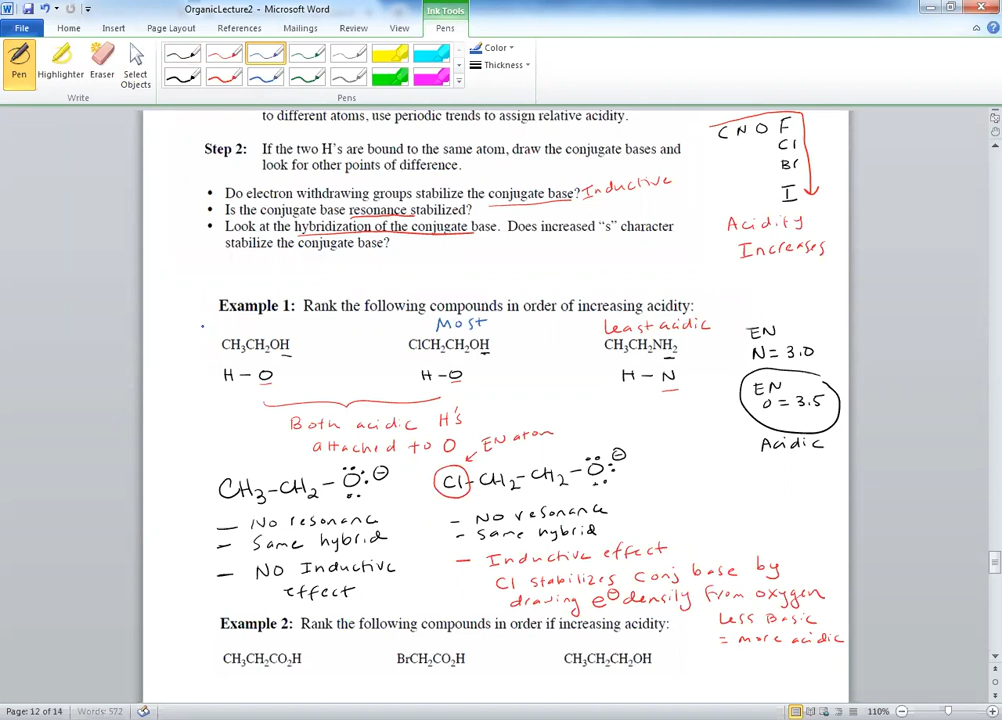 OrganicLecture2 - Microsoft Word
Ink Tools
File
Home
Insert
Page Layout
References
Mailings
Review
View
Pens
Pen
Highlighter
Eraser
Select Objects
Color
Thickness
Write
Pens
to different atoms, use periodic trends to assign relative acidity.
C N O F
Cl
Br
I
Acidity
Increases
Step 2: If the two H's are bound to the same atom, draw the conjugate bases and
look for other points of difference.
• Do electron withdrawing groups stabilize the conjugate base? Inductive
• Is the conjugate base resonance stabilized?
• Look at the hybridization of the conjugate base. Does increased “s” character
stabilize the conjugate base?
Example 1: Rank the following compounds in order of increasing acidity:
Most Least acidic
CH3CH2OH ClCH2CH2OH CH3CH2NH2
H - O H - O H - N
EN
N = 3.0
EN
O = 3.5
Acidic
Both acidic H's
attached to O
EN atom
CH3-CH2-O:⊖ Cl-CH2-CH2-O:⊖
- No resonance
- Same hybrid
- NO Inductive
effect
- No resonance
- Same hybrid
- Inductive effect
Cl stabilizes Conj base by
drawing e⊖ density from oxygen
Less Basic
= more acidic
Example 2: Rank the following compounds in order if increasing acidity:
CH3CH2CO2H BrCH2CO2H CH3CH2CH2OH
Page: 12 of 14
Words: 572
110%